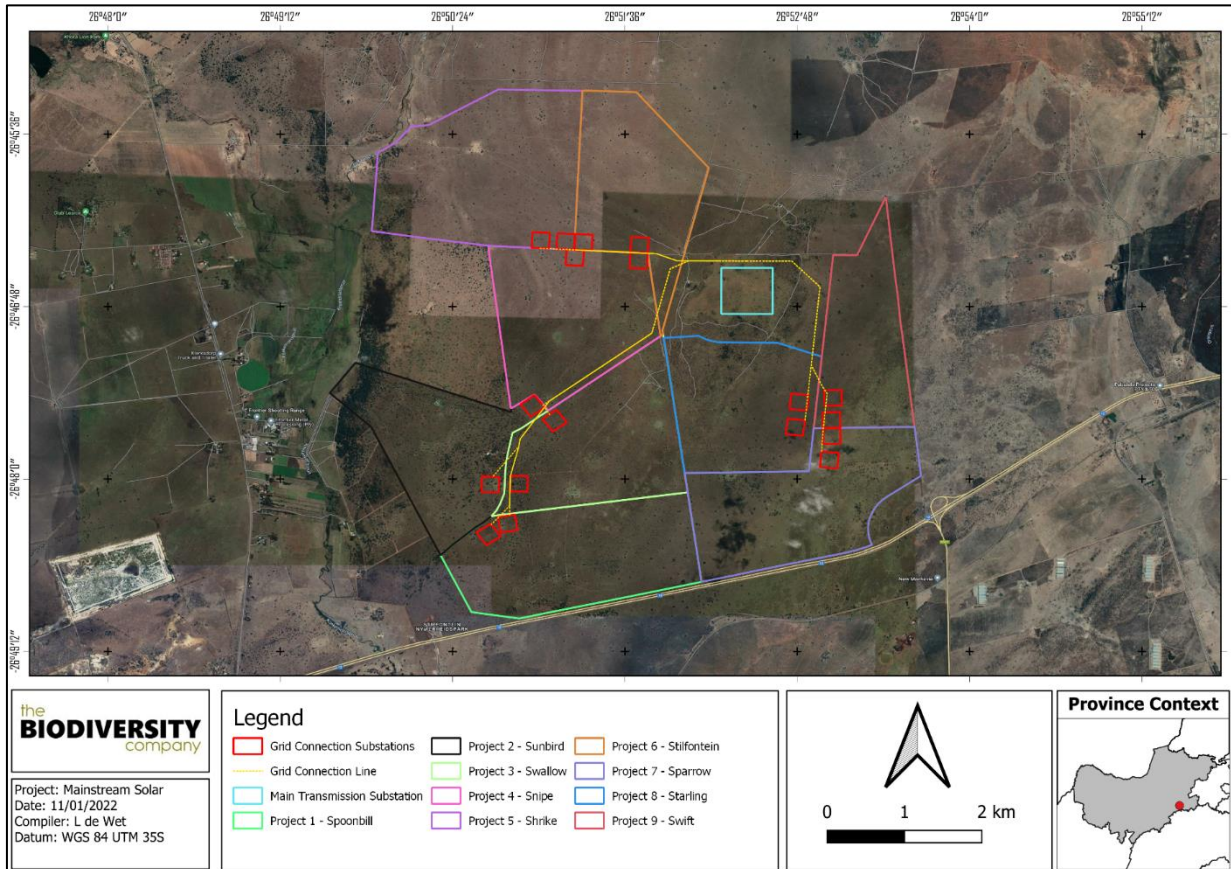 26°48'0"
26°49'12"
26°50'24"
26°51'36"
26°52'48"
26°54'0"
26°55'12"
-26°45'36"
-26°46'48"
-26°48'0"
-26°49'12"
Shooting Range
New Machavie
the
BIODIVERSITY
company
Project: Mainstream Solar
Date: 11/01/2022
Compiler: L de Wet
Datum: WGS 84 UTM 35S
Legend
Grid Connection Substations
Grid Connection Line
Main Transmission Substation
Project 1 - Spoonbill
Project 2 - Sunbird
Project 3 - Swallow
Project 4 - Snipe
Project 5 - Shrike
Project 6 - Stilfontein
Project 7 - Sparrow
Project 8 - Starling
Project 9 - Swift
0 1 2 km
Province Context